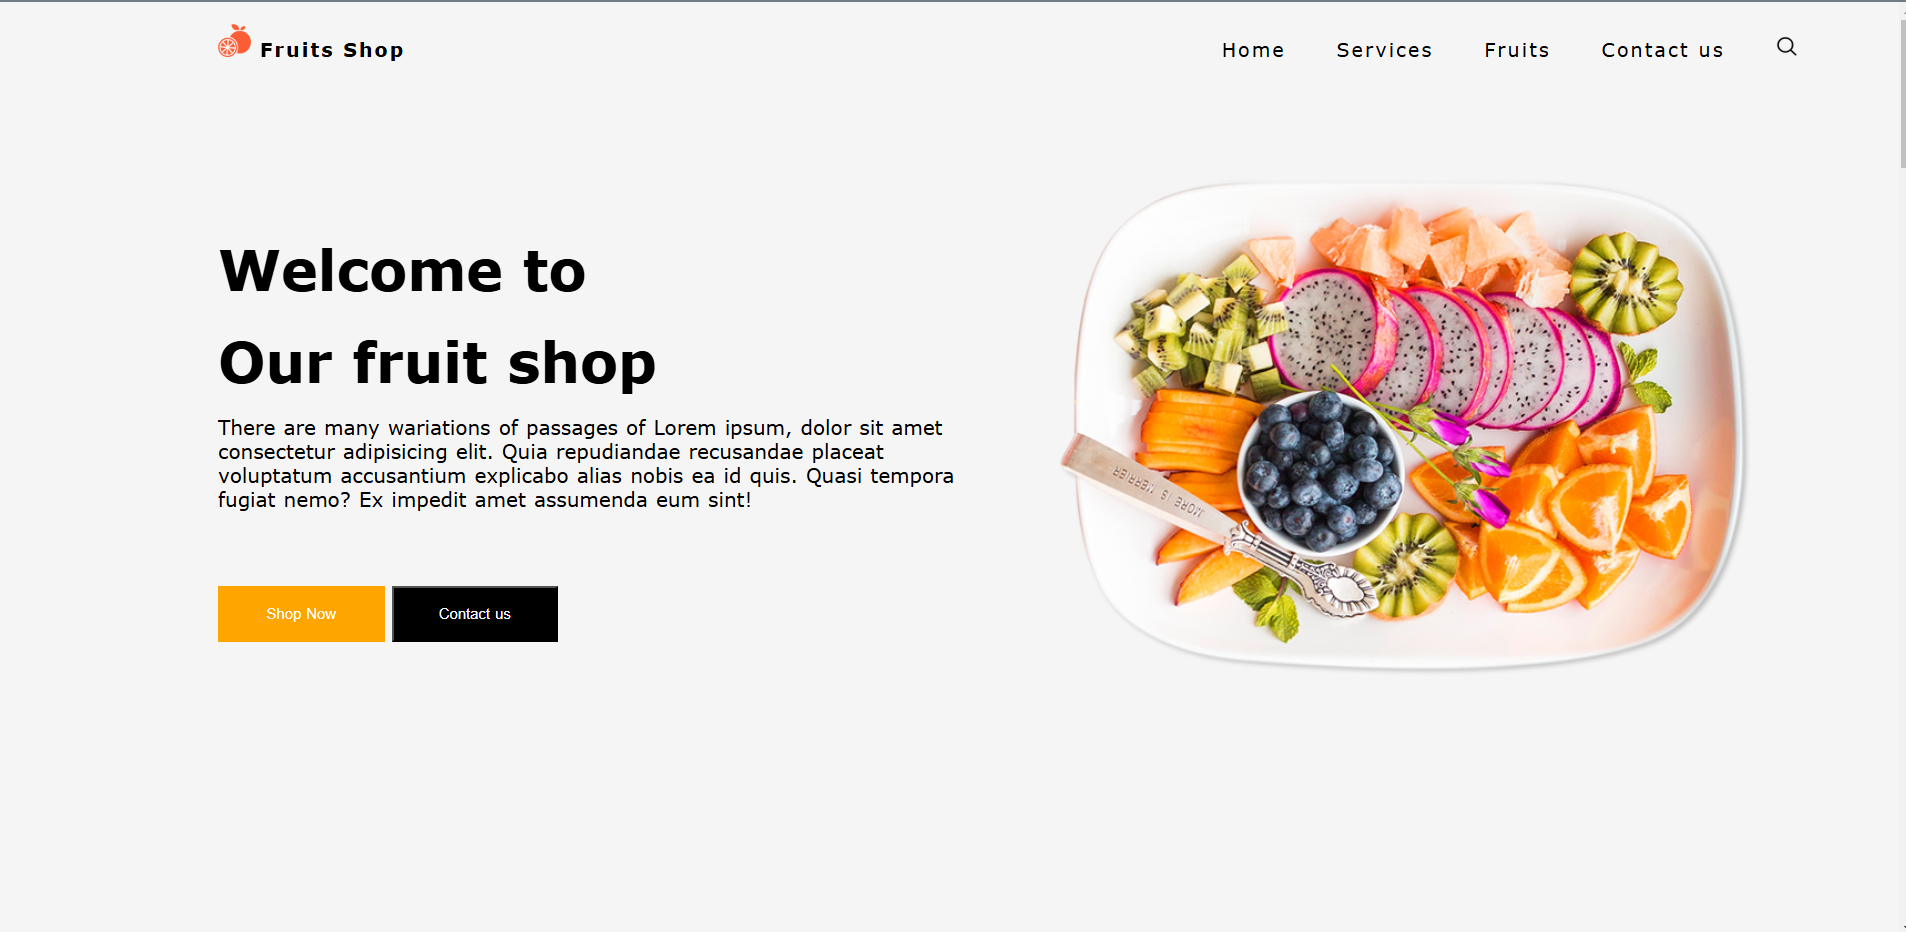 Fruits Shop
Home Services Fruits Contact us
Welcome to
Our fruit shop
There are many wariations of passages of Lorem ipsum, dolor sit amet
consectetur adipisicing elit. Quia repudiandae recusandae placeat
voluptatum accusantium explicabo alias nobis ea id quis. Quasi tempora
fugiat nemo? Ex impedit amet assumenda eum sint!
MORE IS MERRIER
Shop Now Contact us